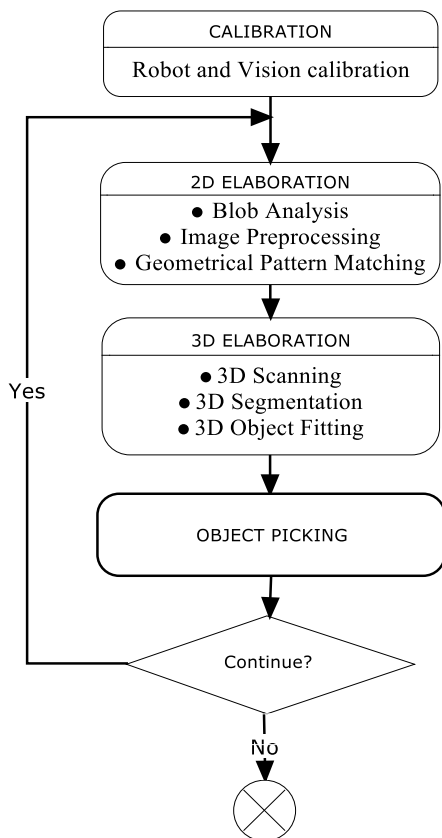 CALIBRATION
Robot and Vision calibration
2D ELABORATION
● Blob Analysis
● Image Preprocessing
● Geometrical Pattern Matching
3D ELABORATION
● 3D Scanning
● 3D Segmentation
● 3D Object Fitting
Yes
OBJECT PICKING
Continue?
No